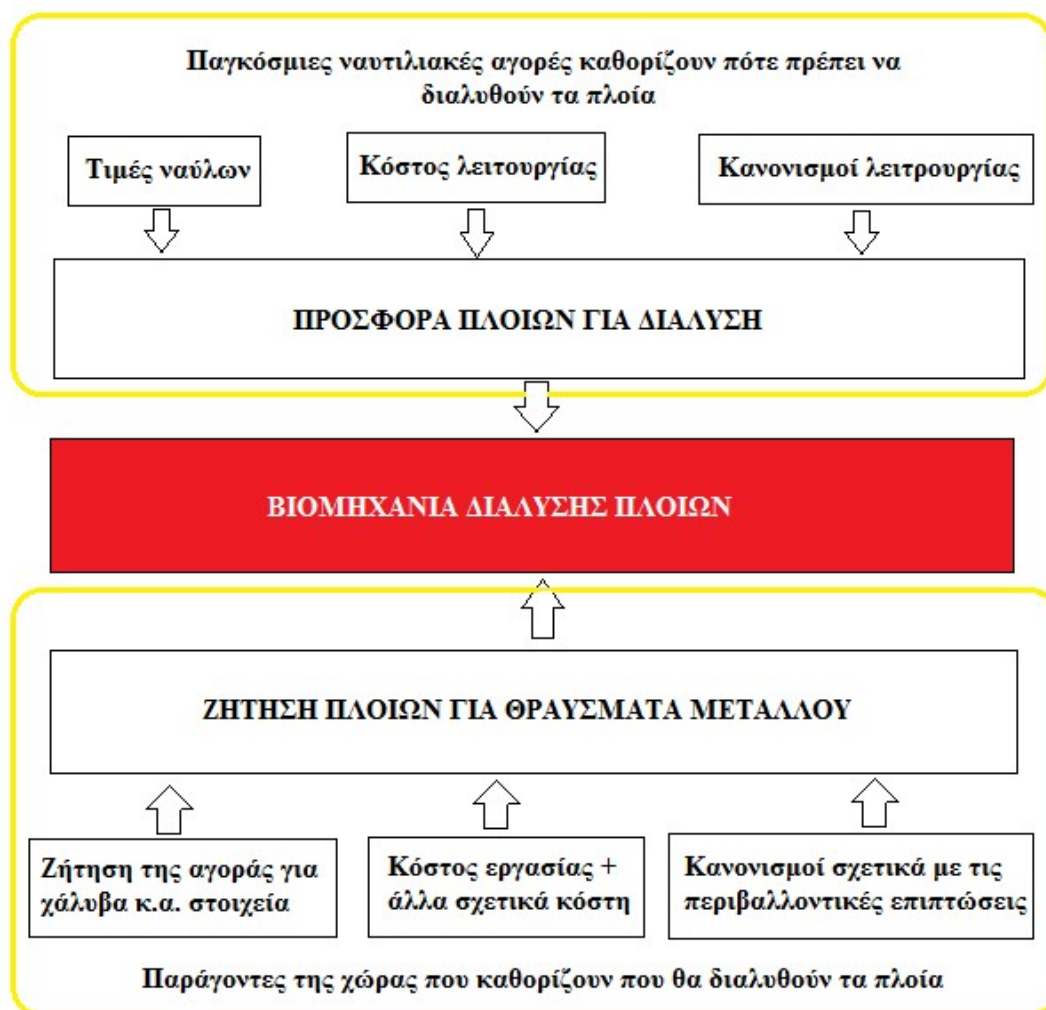 Παγκόσμιες ναυτιλιακές αγορές καθορίζουν πότε πρέπει να
διαλυθούν τα πλοία
Τιμές ναύλων
Κόστος λειτουργίας
Κανονισμοί λειτρουργίας
ΠΡΟΣΦΟΡΑ ΠΛΟΙΩΝ ΓΙΑ ΔΙΑΛΥΣΗ
ΒΙΟΜΗΧΑΝΙΑ ΔΙΑΛΥΣΗΣ ΠΛΟΙΩΝ
ΖΗΤΗΣΗ ΠΛΟΙΩΝ ΓΙΑ ΘΡΑΥΣΜΑΤΑ ΜΕΤΑΛΛΟΥ
Ζήτηση της αγοράς για
χάλυβα κ.α. στοιχεία
Κόστος εργασίας +
άλλα σχετικά κόστη
Κανονισμοί σχετικά με τις
περιβαλλοντικές επιπτώσεις
Παράγοντες της χώρας που καθορίζουν που θα διαλυθούν τα πλοία